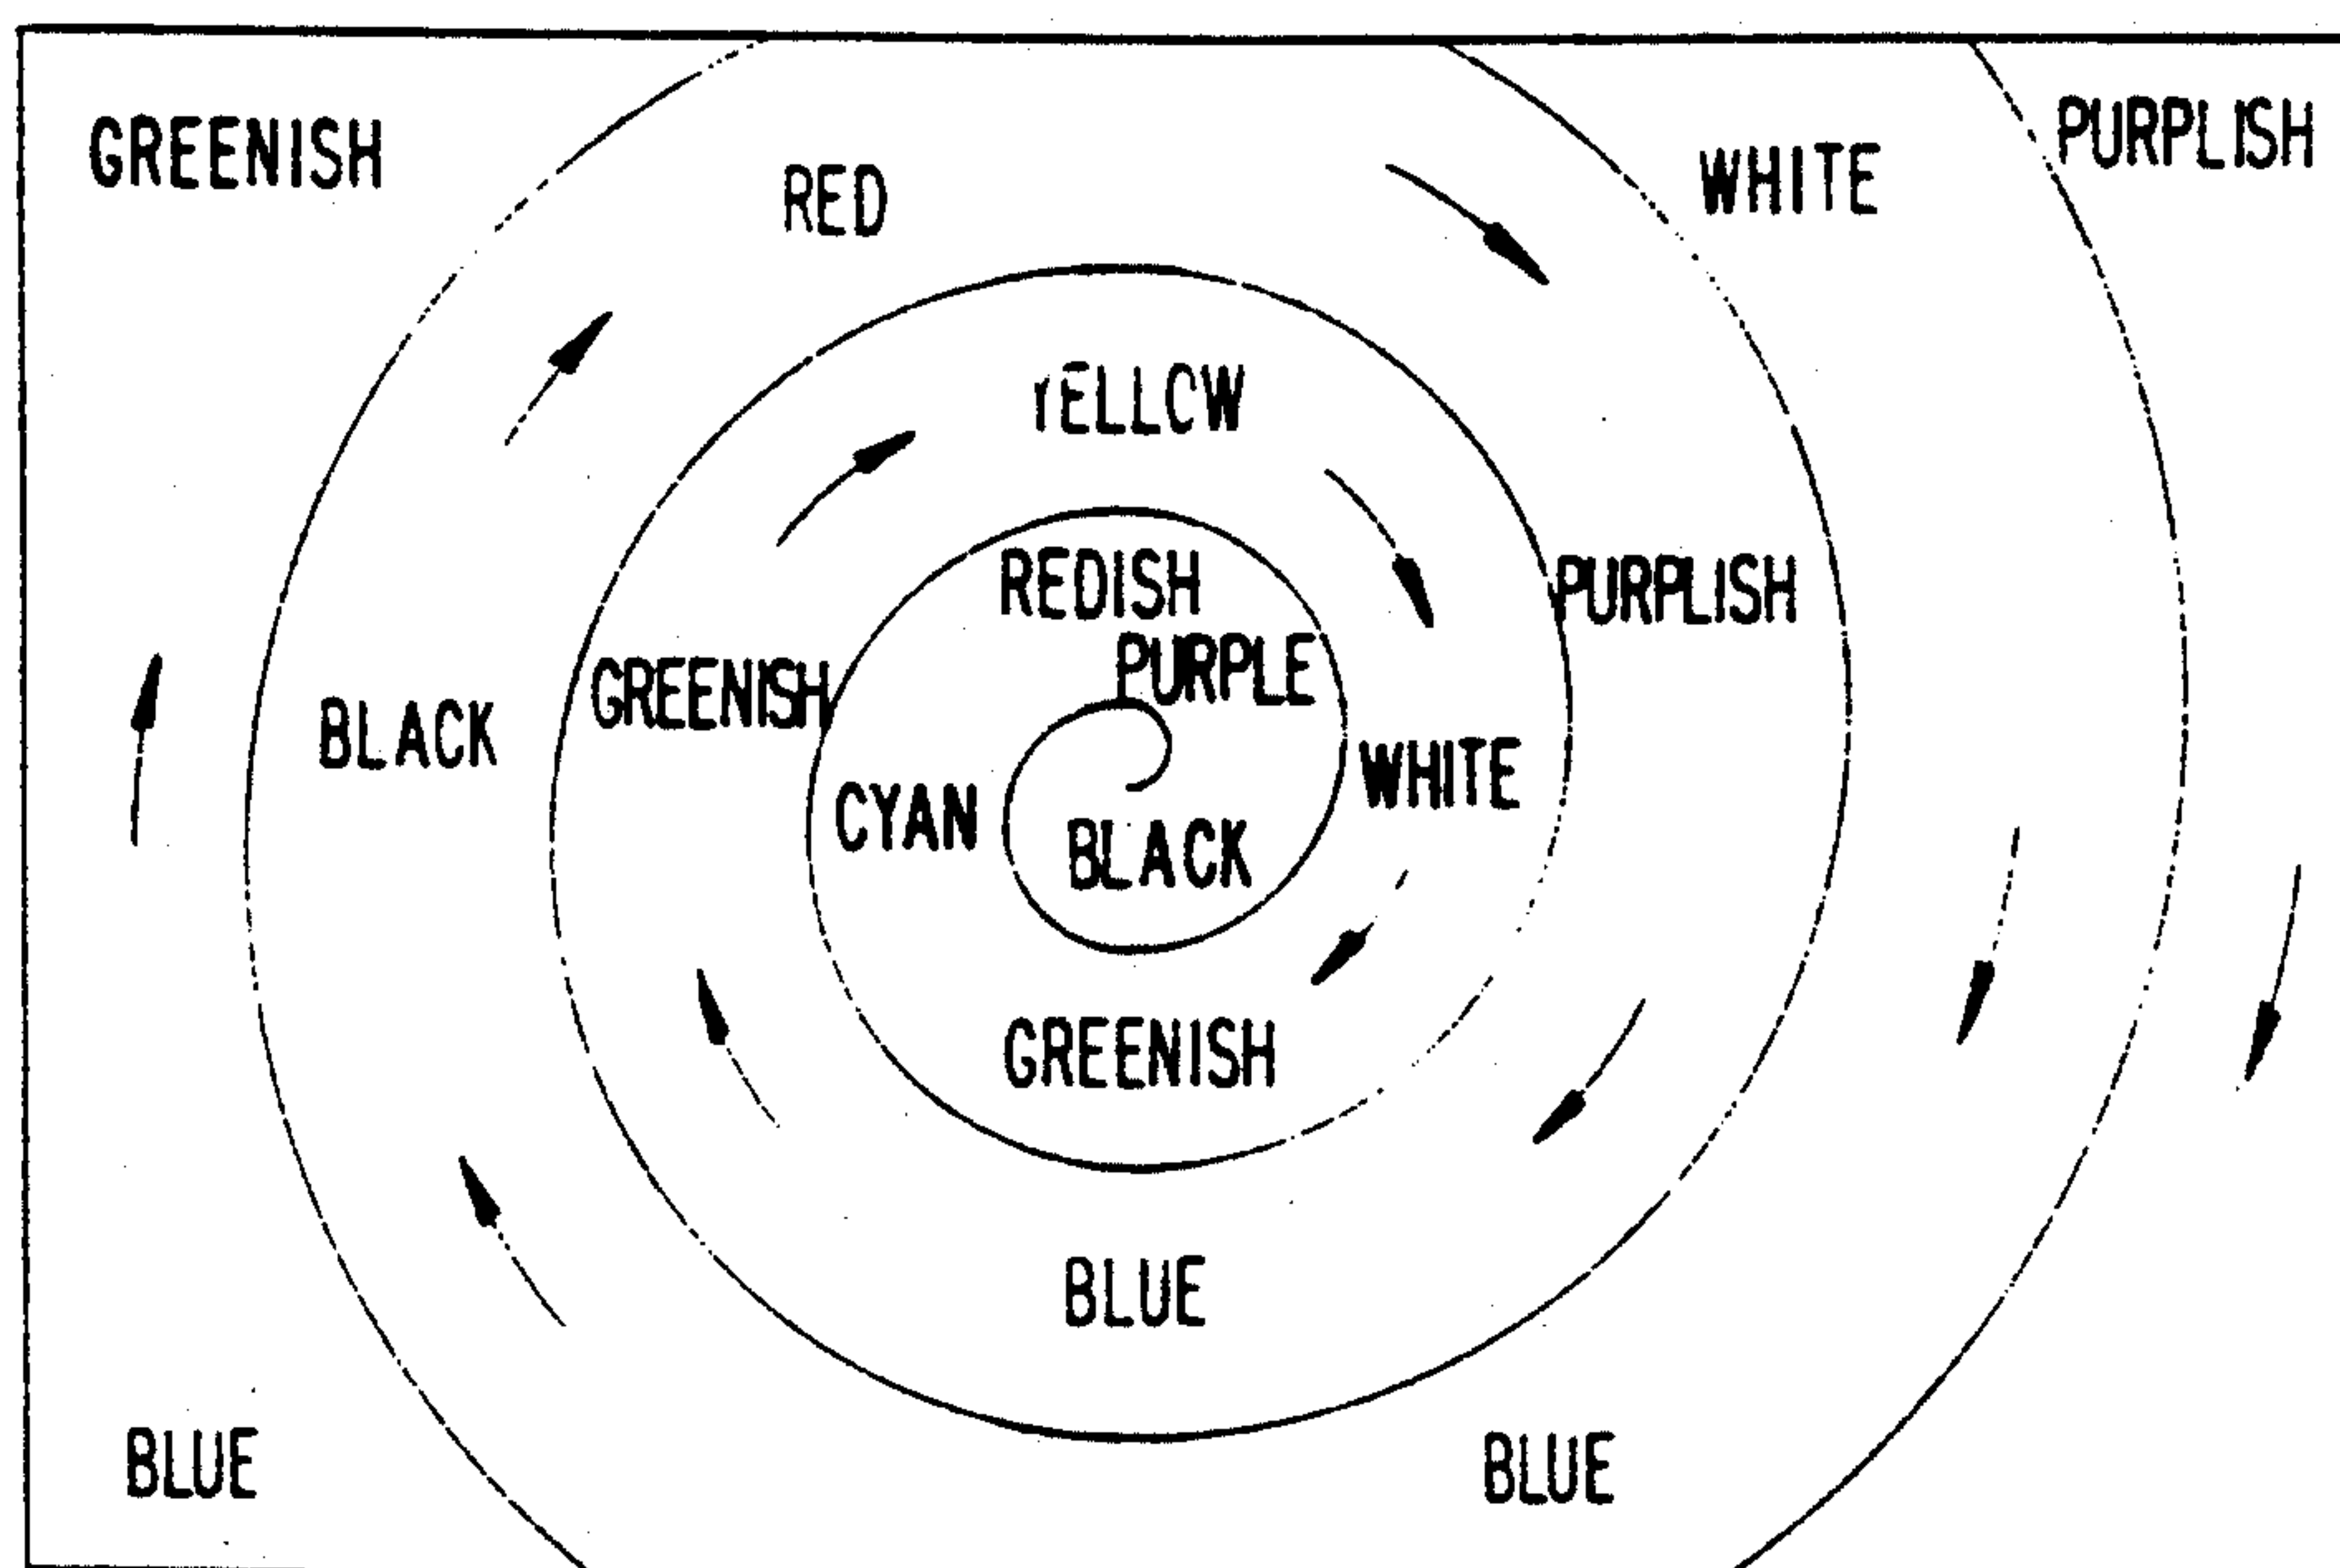 GREENISH
PURPLISH
WHITE
RED
YELLOW
REDISH
PURPLISH
PURPLE
GREENISH
BLACK
WHITE
CYAN
BLACK
GREENISH
BLUE
BLUE
BLUE